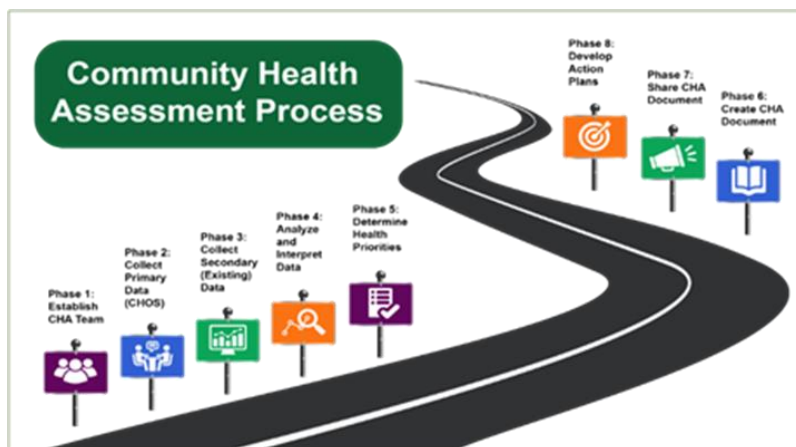 Community Health
Assessment Process
Phase 1:
Establish
CHA Team
Phase 2:
Collect
Primary
Data
(CHOS)
Phase 3:
Collect
Secondary
(Existing)
Data
Phase 4:
Analyze
and
Interpret
Data
Phase 5:
Determine
Health
Priorities
Phase 6:
Create CHA
Document
Phase 7:
Share CHA
Document
Phase 8:
Develop
Action
Plans